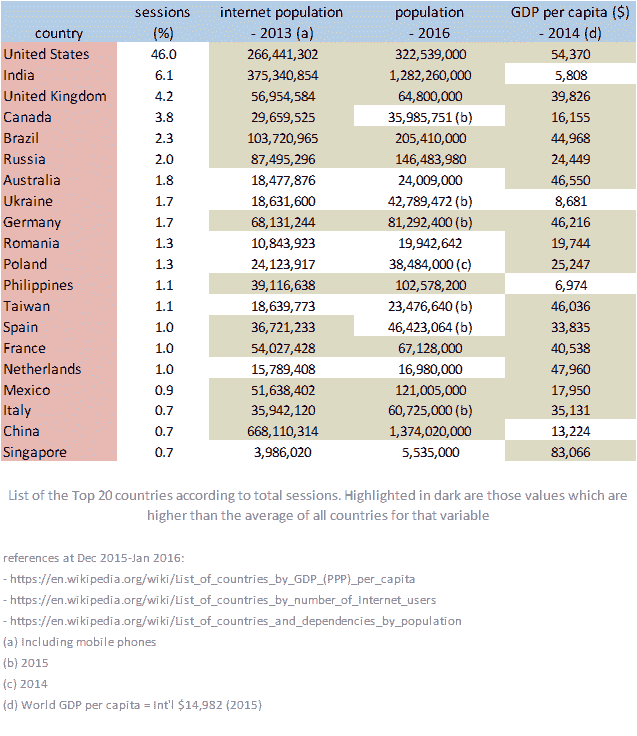 country sessions (%) internet population - 2013 (a) population - 2016 GDP per capita ($) - 2014 (d)
United States 46.0 266,441,302 322,539,000 54,370
India 6.1 375,340,854 1,282,260,000 5,808
United Kingdom 4.2 56,954,584 64,800,000 39,826
Canada 3.8 29,659,525 35,985,751 (b) 16,155
Brazil 2.3 103,720,965 205,410,000 44,968
Russia 2.0 87,495,296 146,483,980 24,449
Australia 1.8 18,477,876 24,009,000 46,550
Ukraine 1.7 18,631,600 42,789,472 (b) 8,681
Germany 1.7 68,131,244 81,292,400 (b) 46,216
Romania 1.3 10,843,923 19,942,642 19,744
Poland 1.3 24,123,917 38,484,000 (c) 25,247
Philippines 1.1 39,116,638 102,578,200 6,974
Taiwan 1.1 18,639,773 23,476,640 (b) 46,036
Spain 1.0 36,721,233 46,423,064 (b) 33,835
France 1.0 54,027,428 67,128,000 40,538
Netherlands 1.0 15,789,408 16,980,000 47,960
Mexico 0.9 51,638,402 121,005,000 17,950
Italy 0.7 35,942,120 60,725,000 (b) 35,131
China 0.7 668,110,314 1,374,020,000 13,224
Singapore 0.7 3,986,020 5,535,000 83,066
List of the Top 20 countries according to total sessions. Highlighted in dark are those values which are
higher than the average of all countries for that variable
references at Dec 2015-Jan 2016:
- https://en.wikipedia.org/wiki/List_of_countries_by_GDP_(PPP)_per_capita
- https://en.wikipedia.org/wiki/List_of_countries_by_number_of_Internet_users
- https://en.wikipedia.org/wiki/List_of_countries_and_dependencies_by_population
(a) Including mobile phones
(b) 2015
(c) 2014
(d) World GDP per capita = Int'l $14,982 (2015)